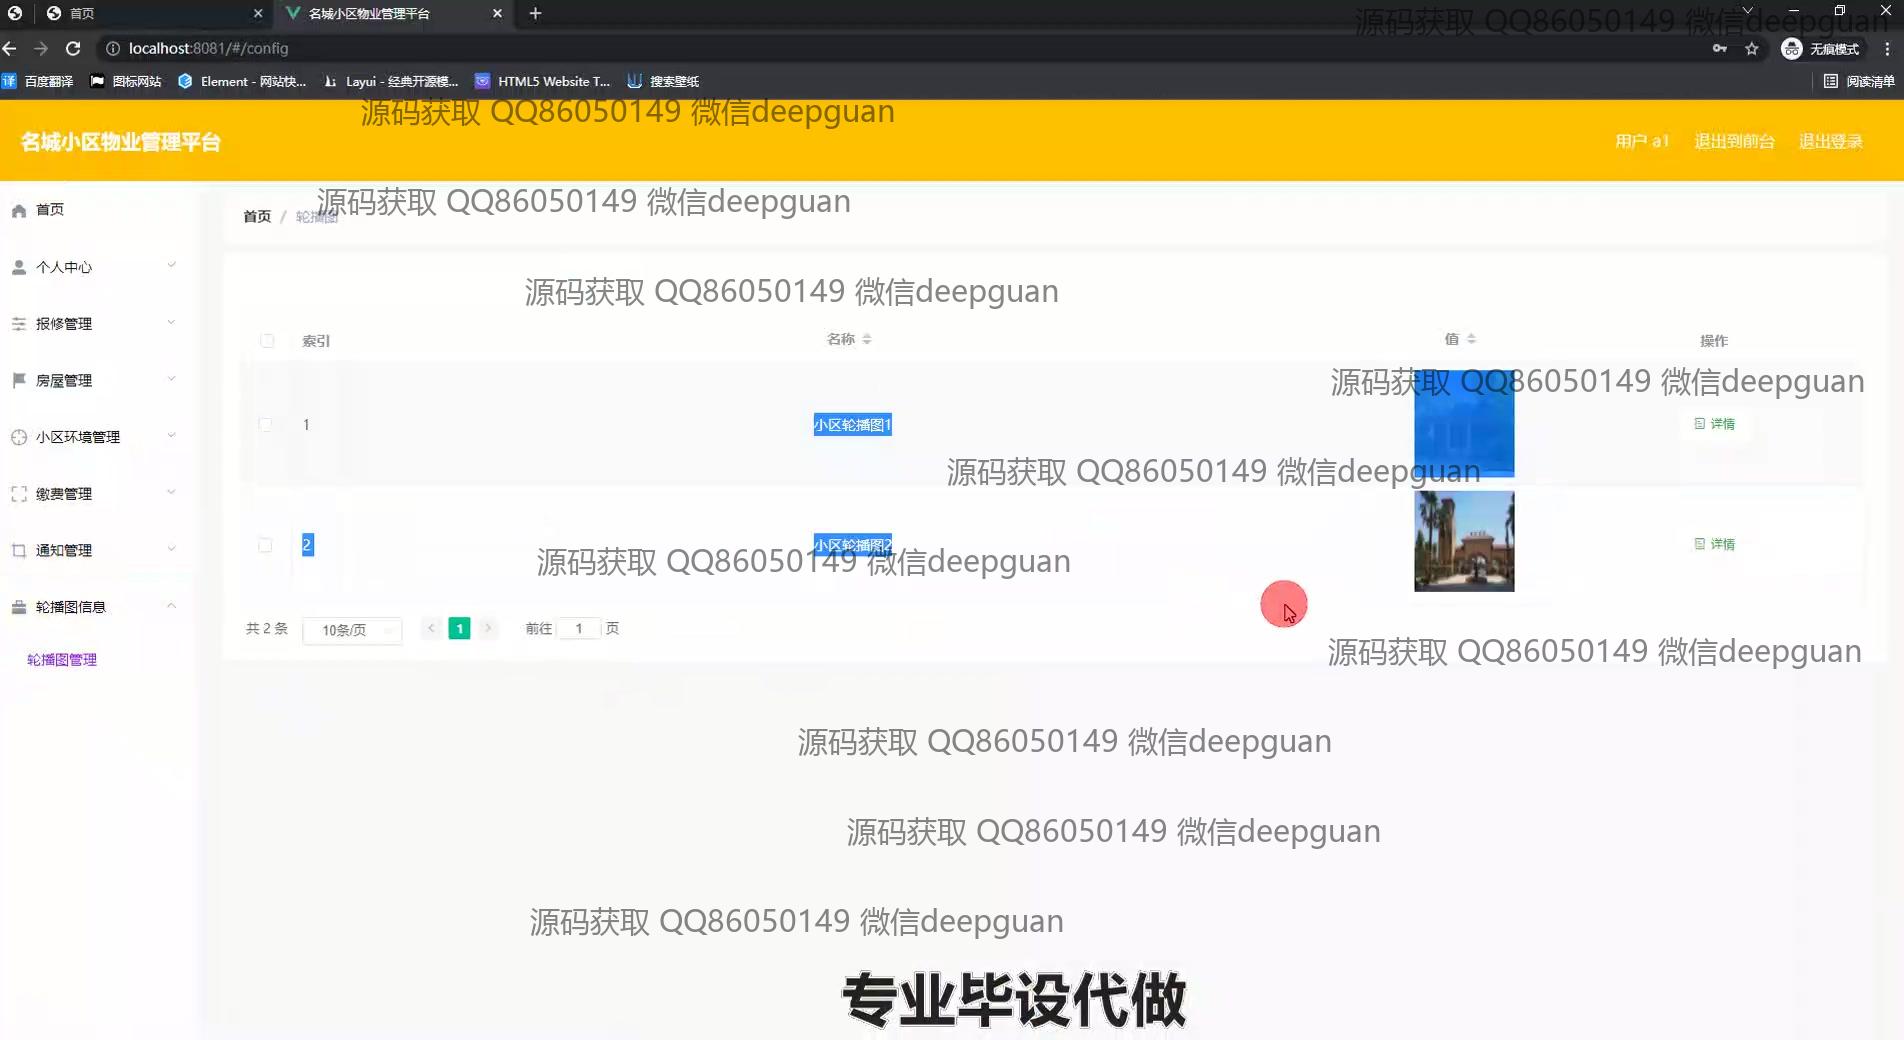 首页
名城小区物业管理平台
源码获取 QQ86050149 微信deepguan
localhost:8081/#/config
无痕模式
百度翻译
图标网站
Element - 网站快...
Layui - 经典开源模...
HTML5 Website T...
搜索壁纸
阅读清单
源码获取 QQ86050149 微信deepguan
名城小区物业管理平台
用户 a1
退出到前台
退出登录
首页
首页 / 轮播图
源码获取 QQ86050149 微信deepguan
个人中心
源码获取 QQ86050149 微信deepguan
报修管理
索引
名称
值
操作
房屋管理
源码获取 QQ86050149 微信deepguan
1
小区轮播图1
详情
小区环境管理
源码获取 QQ86050149 微信deepguan
缴费管理
通知管理
2
小区轮播图2
详情
源码获取 QQ86050149 微信deepguan
轮播图信息
共 2 条
10条/页
1
前往
1
页
轮播图管理
源码获取 QQ86050149 微信deepguan
源码获取 QQ86050149 微信deepguan
源码获取 QQ86050149 微信deepguan
源码获取 QQ86050149 微信deepguan
专业毕设代做